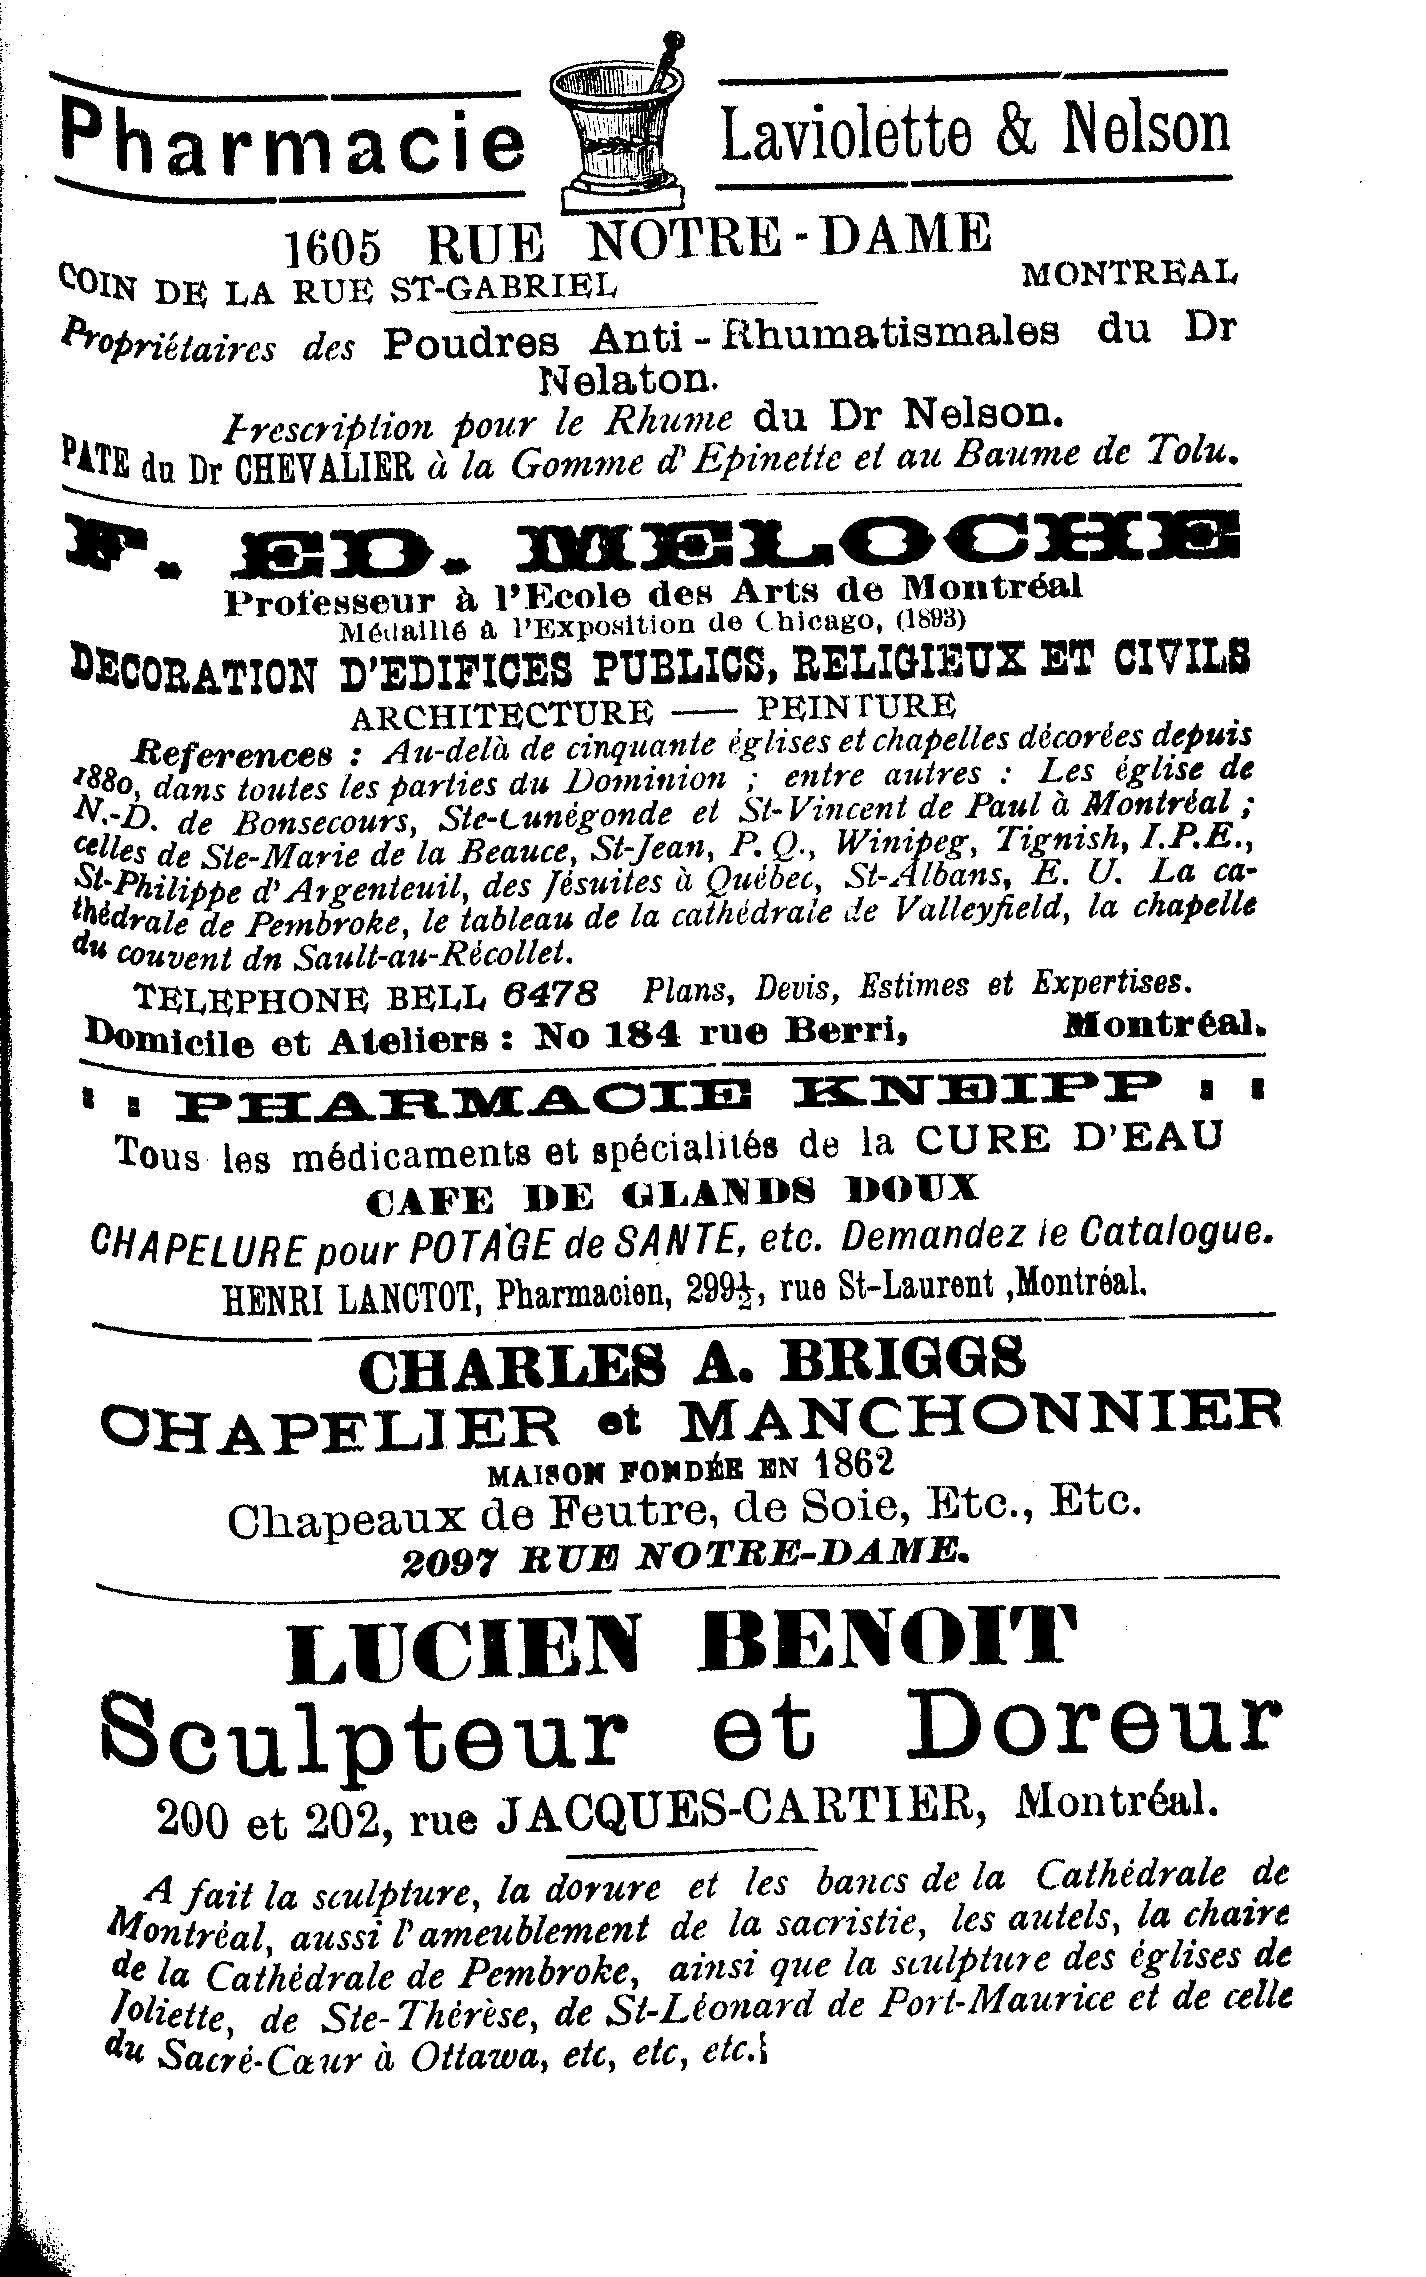 Pharmacie Laviolette & Nelson
1605 RUE NOTRE-DAME
COIN DE LA RUE ST-GABRIEL MONTREAL
Propriétaires des Poudres Anti-Rhumatismales du Dr
Nelaton.
Prescription pour le Rhume du Dr Nelson.
PATE du Dr CHEVALIER à la Gomme d'Epinette et au Baume de Tolu.
F. ED. MELOCHE
Professeur à l'Ecole des Arts de Montréal
Médaillé à l'Exposition de Chicago, (1893)
DECORATION D'EDIFICES PUBLICS, RELIGIEUX ET CIVILS
ARCHITECTURE — PEINTURE
References : Au-delà de cinquante églises et chapelles décorées depuis
1880, dans toutes les parties du Dominion ; entre autres : Les église de
N.-D. de Bonsecours, Ste-Cunégonde et St-Vincent de Paul à Montréal ;
celles de Ste-Marie de la Beauce, St-Jean, P. Q., Winipeg, Tignish, I.P.E.,
St-Philippe d'Argenteuil, des Jésuites à Québec, St-Albans, E. U. La ca-
thédrale de Pembroke, le tableau de la cathédrale de Valleyfield, la chapelle
du couvent dn Sault-au-Récollet.
TELEPHONE BELL 6478 Plans, Devis, Estimes et Expertises.
Domicile et Ateliers : No 184 rue Berri, Montréal.
PHARMACIE KNEIPP
Tous les médicaments et spécialités de la CURE D'EAU
CAFE DE GLANDS DOUX
CHAPELURE pour POTAGE de SANTE, etc. Demandez le Catalogue.
HENRI LANCTOT, Pharmacien, 299½, rue St-Laurent ,Montréal.
CHARLES A. BRIGGS
CHAPELIER et MANCHONNIER
MAISON FONDÉE EN 1862
Chapeaux de Feutre, de Soie, Etc., Etc.
2097 RUE NOTRE-DAME.
LUCIEN BENOIT
Sculpteur et Doreur
200 et 202, rue JACQUES-CARTIER, Montréal.
A fait la sculpture, la dorure et les bancs de la Cathédrale de
Montréal, aussi l'ameublement de la sacristie, les autels, la chaire
de la Cathédrale de Pembroke, ainsi que la sculpture des églises de
Joliette, de Ste-Thérèse, de St-Léonard de Port-Maurice et de celle
du Sacré-Cœur à Ottawa, etc, etc, etc.